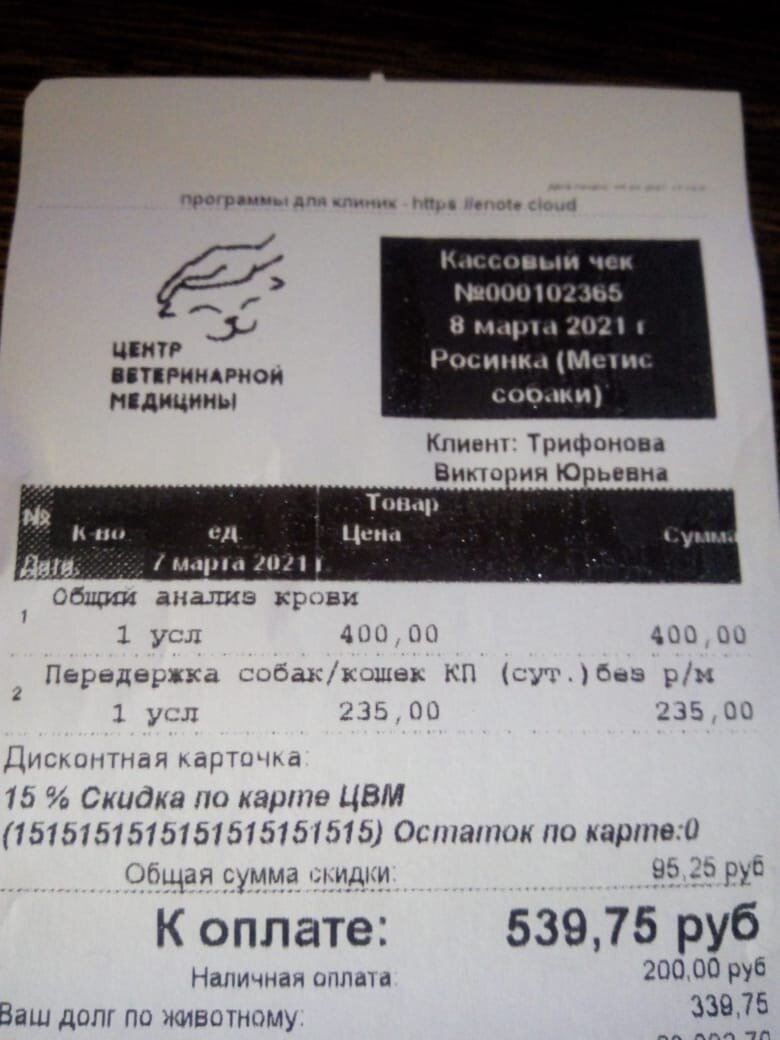 программы для клиник - https://enote.cloud
ЦЕНТР
ВЕТЕРИНАРНОЙ
МЕДИЦИНЫ
Кассовый чек
№000102365
8 марта 2021 г
Росинка (Метис
собаки)
Клиент: Трифонова
Виктория Юрьевна
№ Товар
К-во ед Цена Сумма
Дата 7 марта 2021 г
1 Общий анализ крови
1 усл 400,00 400,00
2 Передержка собак/кошек КП (сут.)без р/м
1 усл 235,00 235,00
Дисконтная карточка:
15 % Скидка по карте ЦВМ
(1515151515151515151515) Остаток по карте:0
Общая сумма скидки: 95,25 руб
К оплате: 539,75 руб
Наличная оплата: 200,00 руб
Ваш долг по животному: 339,75